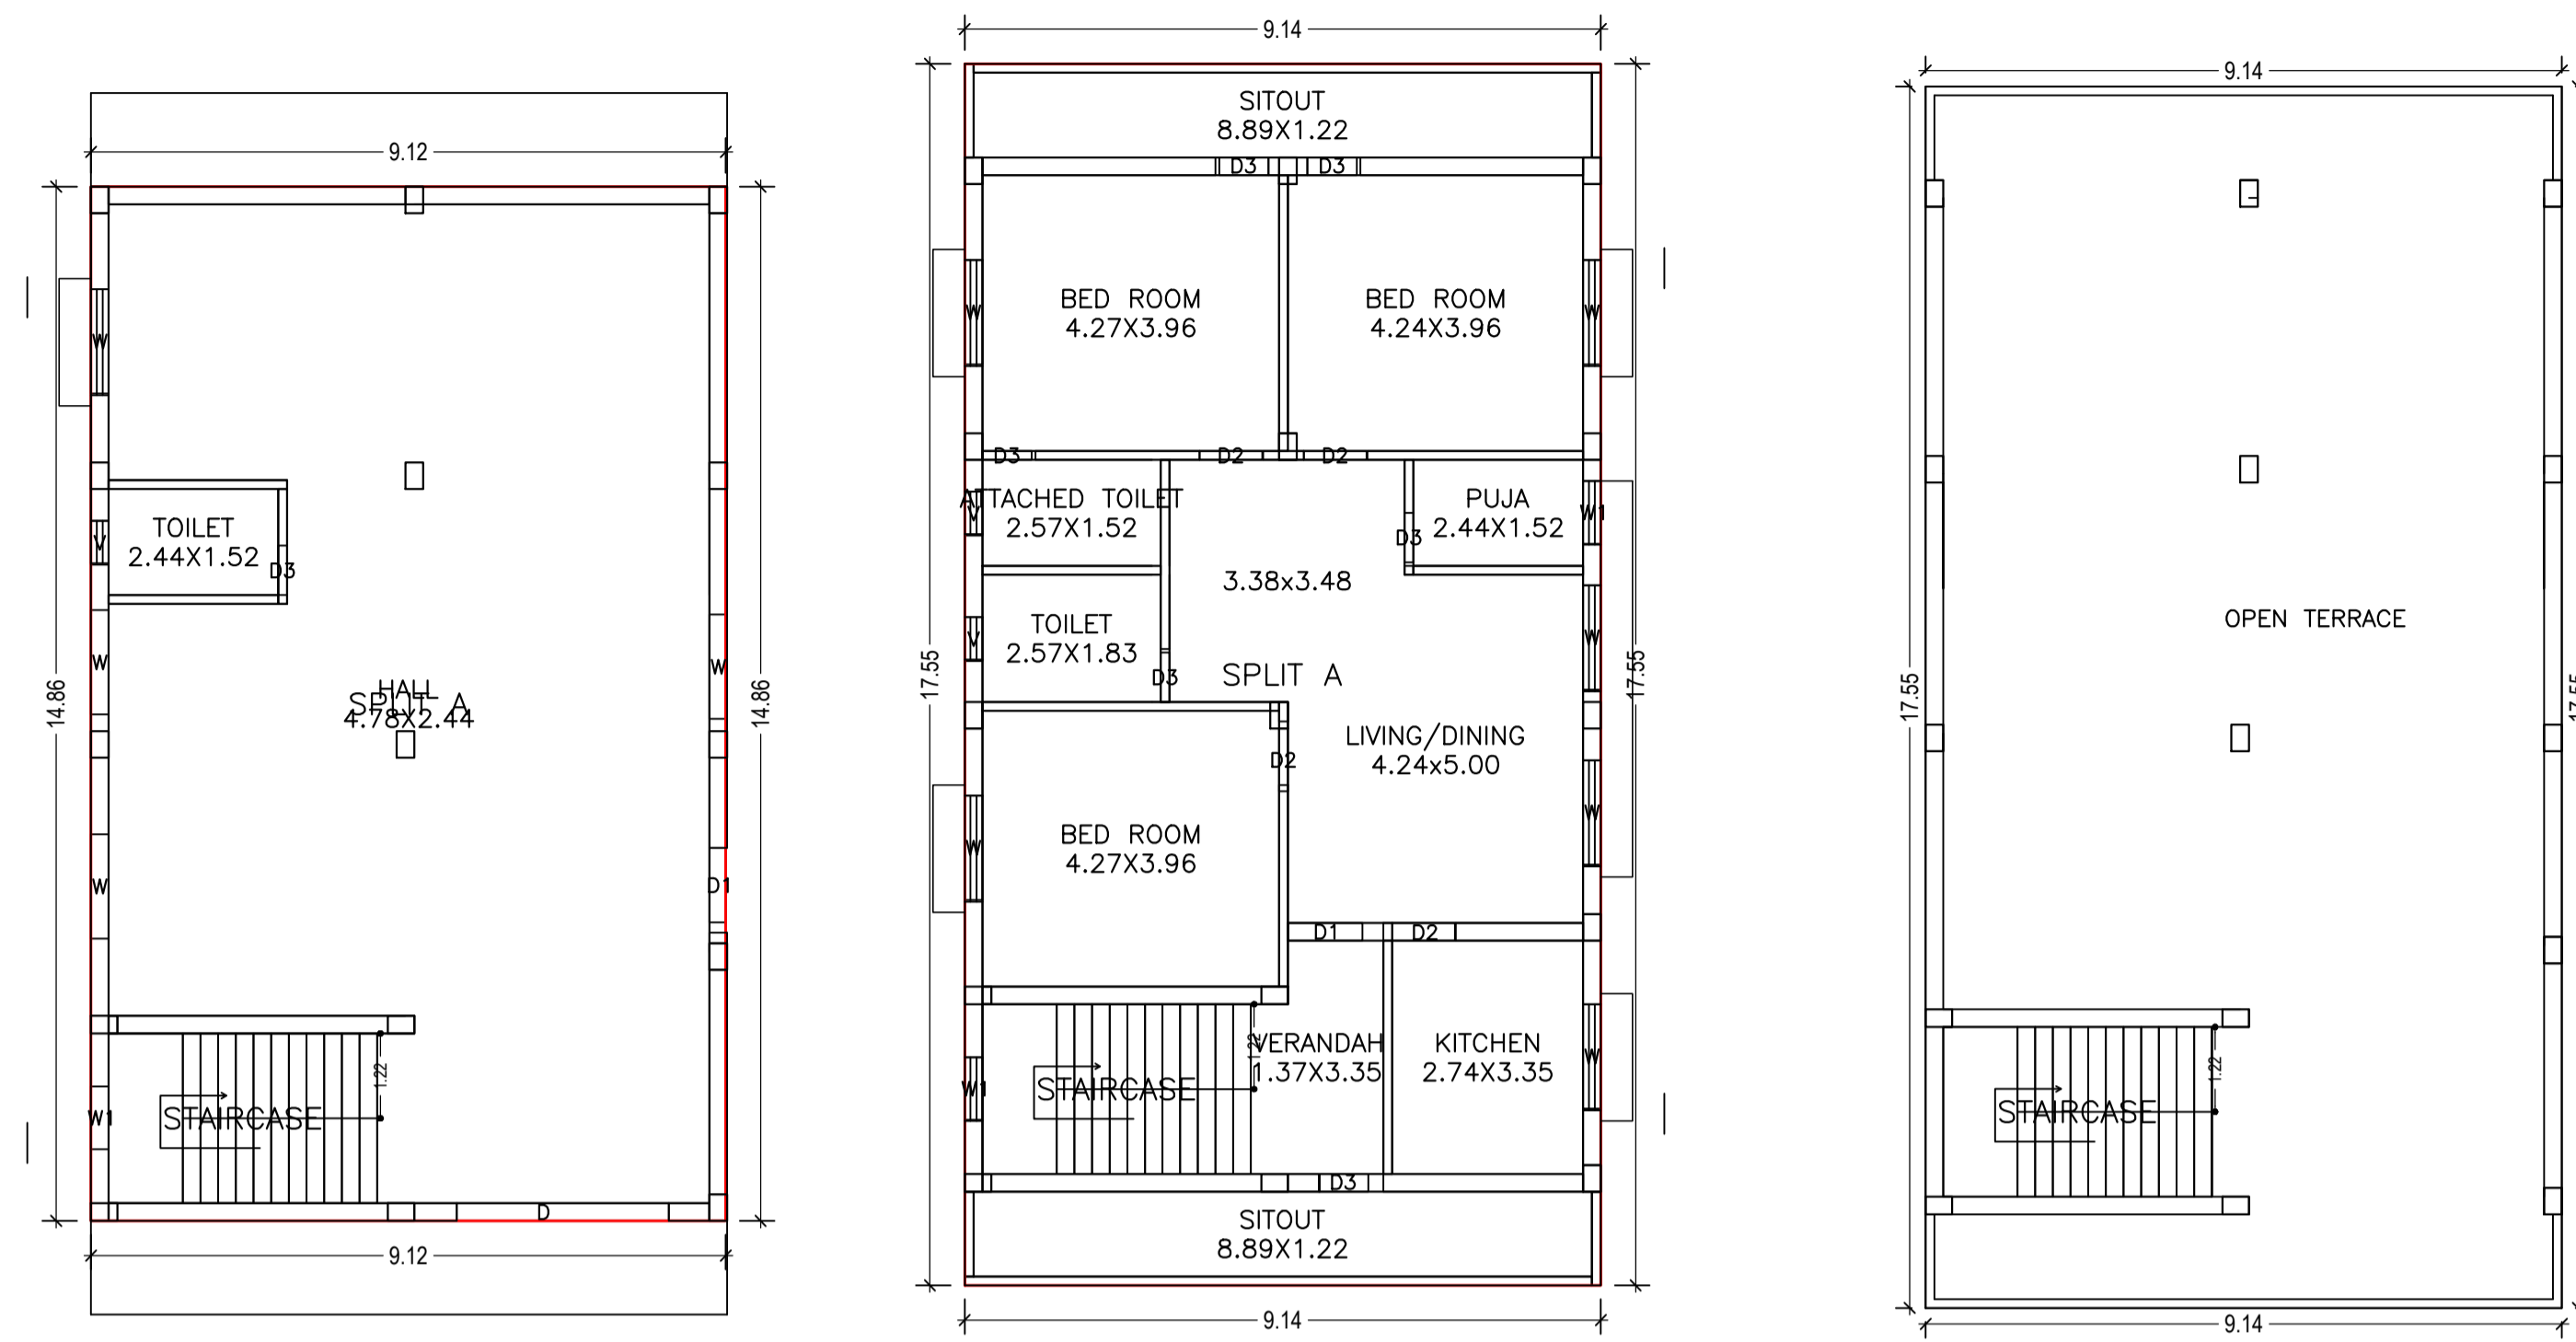 9.12
14.86
14.86
W
TOILET
2.44X1.52
V
D3
W
W
HALL
SPLIT A
4.78X2.44
W
D1
1.22
W1
STAIRCASE
D
9.12
9.14
17.55
17.55
SITOUT
8.89X1.22
D3
D3
BED ROOM
4.27X3.96
BED ROOM
4.24X3.96
W
W
D3
D2
D2
ATTACHED TOILET
2.57X1.52
V
PUJA
2.44X1.52
W1
D3
3.38x3.48
TOILET
2.57X1.83
V
W
D3
SPLIT A
LIVING/DINING
4.24x5.00
D2
W
BED ROOM
4.27X3.96
W
D1
D2
1.22
VERANDAH
1.37X3.35
KITCHEN
2.74X3.35
W
W1
STAIRCASE
D3
SITOUT
8.89X1.22
9.14
9.14
17.55
17.55
OPEN TERRACE
1.22
STAIRCASE
9.14